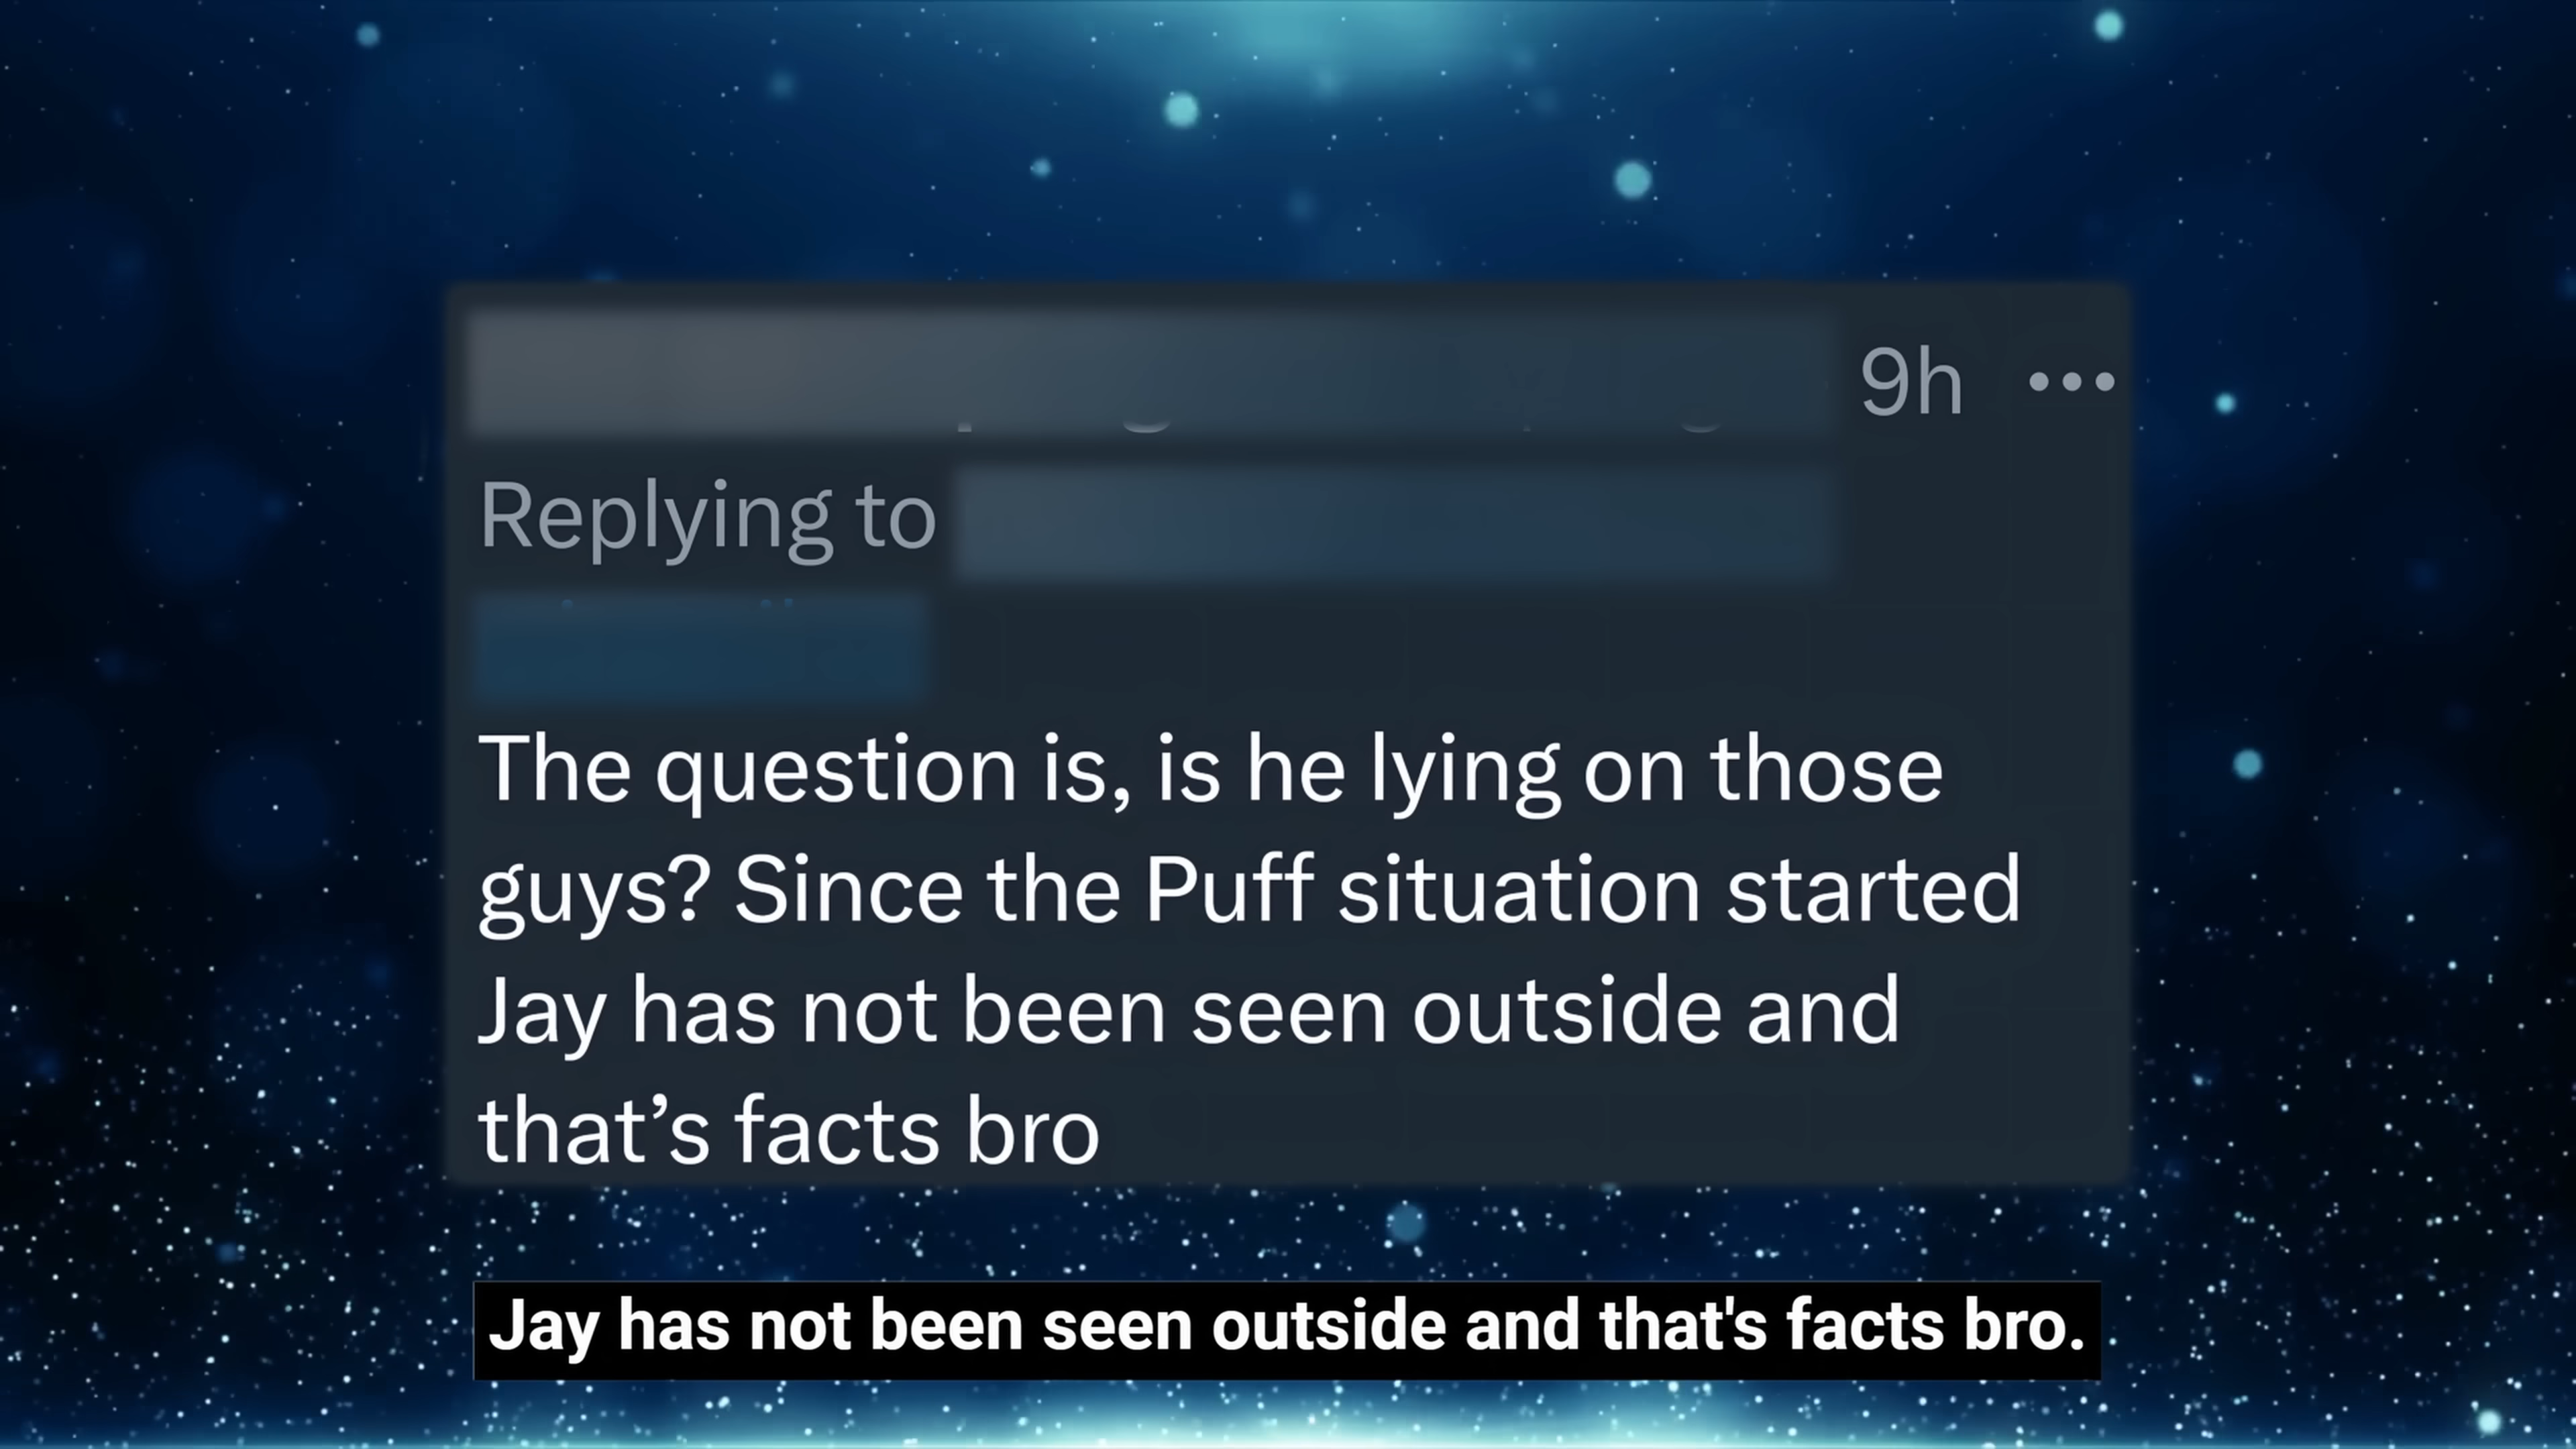 9h
Replying to
The question is, is he lying on those
guys? Since the Puff situation started
Jay has not been seen outside and
that’s facts bro
Jay has not been seen outside and that's facts bro.